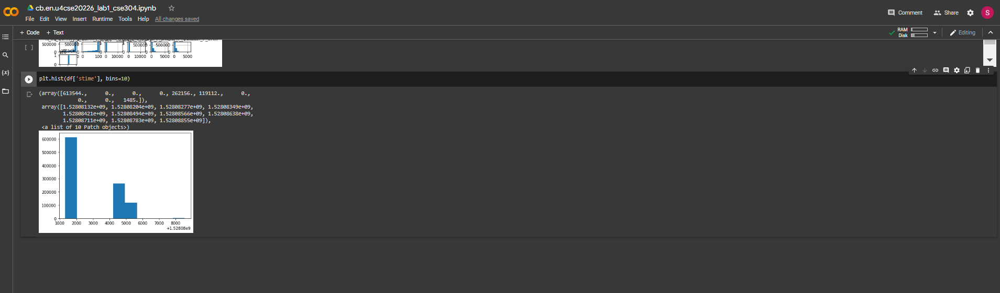 cb.en.u4cse20226_lab1_cse304.ipynb
Comment
Share
S
File Edit View Insert Runtime Tools Help All changes saved
+ Code + Text
RAM
Disk
Editing
[ ]
500000 500000 500000 500000
0 0 100 0 10000 0 10000 0 5000 0 5000
attack
1
0
{x}
plt.hist(df['stime'], bins=10)
(array([613544., 0., 0., 0., 262156., 119112., 0.,
0., 0., 1485.]),
array([1.52808132e+09, 1.52808204e+09, 1.52808277e+09, 1.52808349e+09,
1.52808421e+09, 1.52808494e+09, 1.52808566e+09, 1.52808638e+09,
1.52808711e+09, 1.52808783e+09, 1.52808855e+09]),
<a list of 10 Patch objects>)
600000
500000
400000
300000
200000
100000
0
1000 2000 3000 4000 5000 6000 7000 8000
+1.52808e9